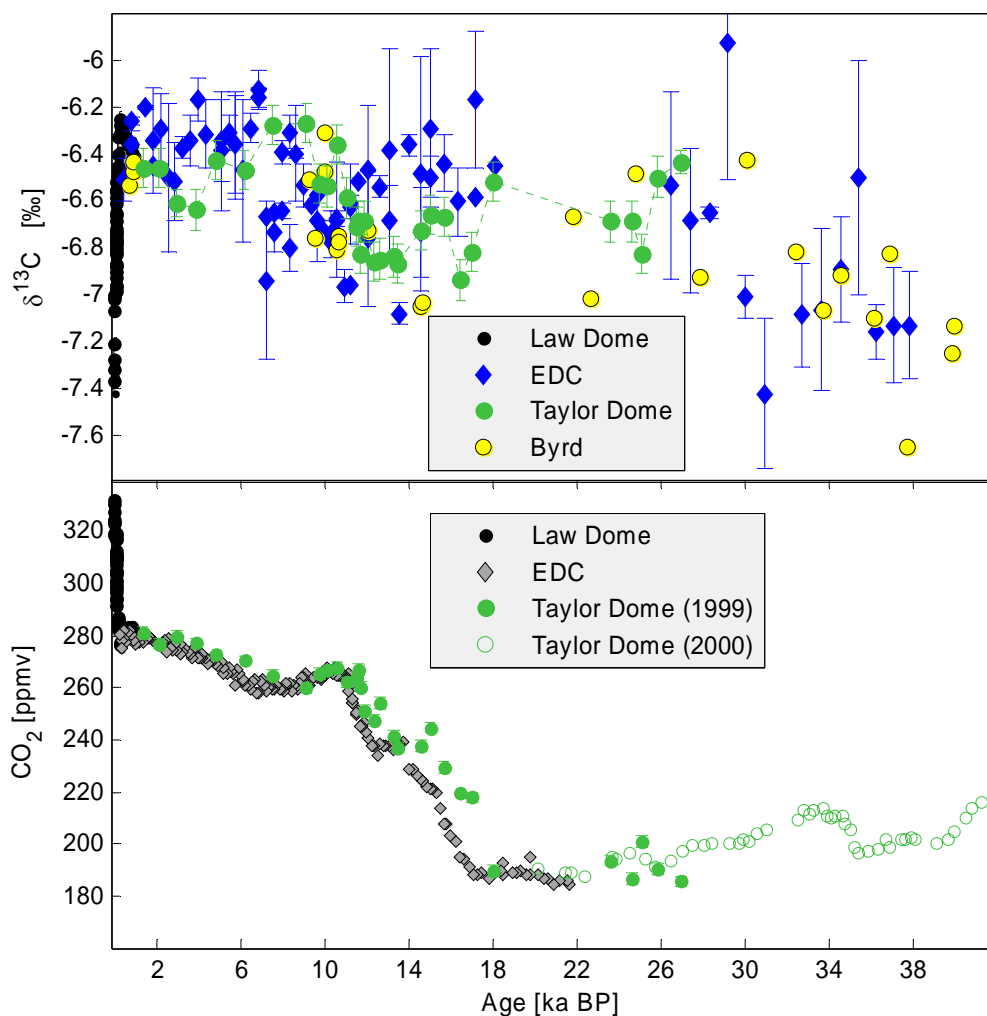 -6
-6.2
-6.4
-6.6
-6.8
-7
-7.2
-7.4
-7.6
δ13C [‰]
Law Dome
EDC
Taylor Dome
Byrd
320
300
280
260
240
220
200
180
CO2 [ppmv]
Law Dome
EDC
Taylor Dome (1999)
Taylor Dome (2000)
2 6 10 14 18 22 26 30 34 38
Age [ka BP]